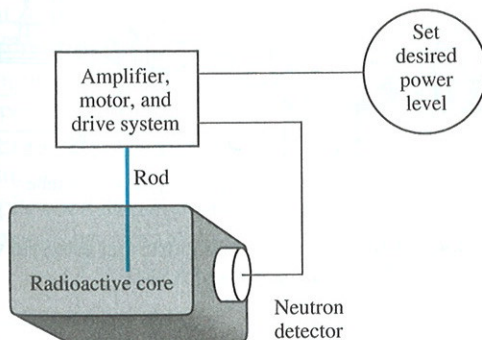 Set
desired
power
level
Amplifier,
motor, and
drive system
Rod
Radioactive core
Neutron
detector